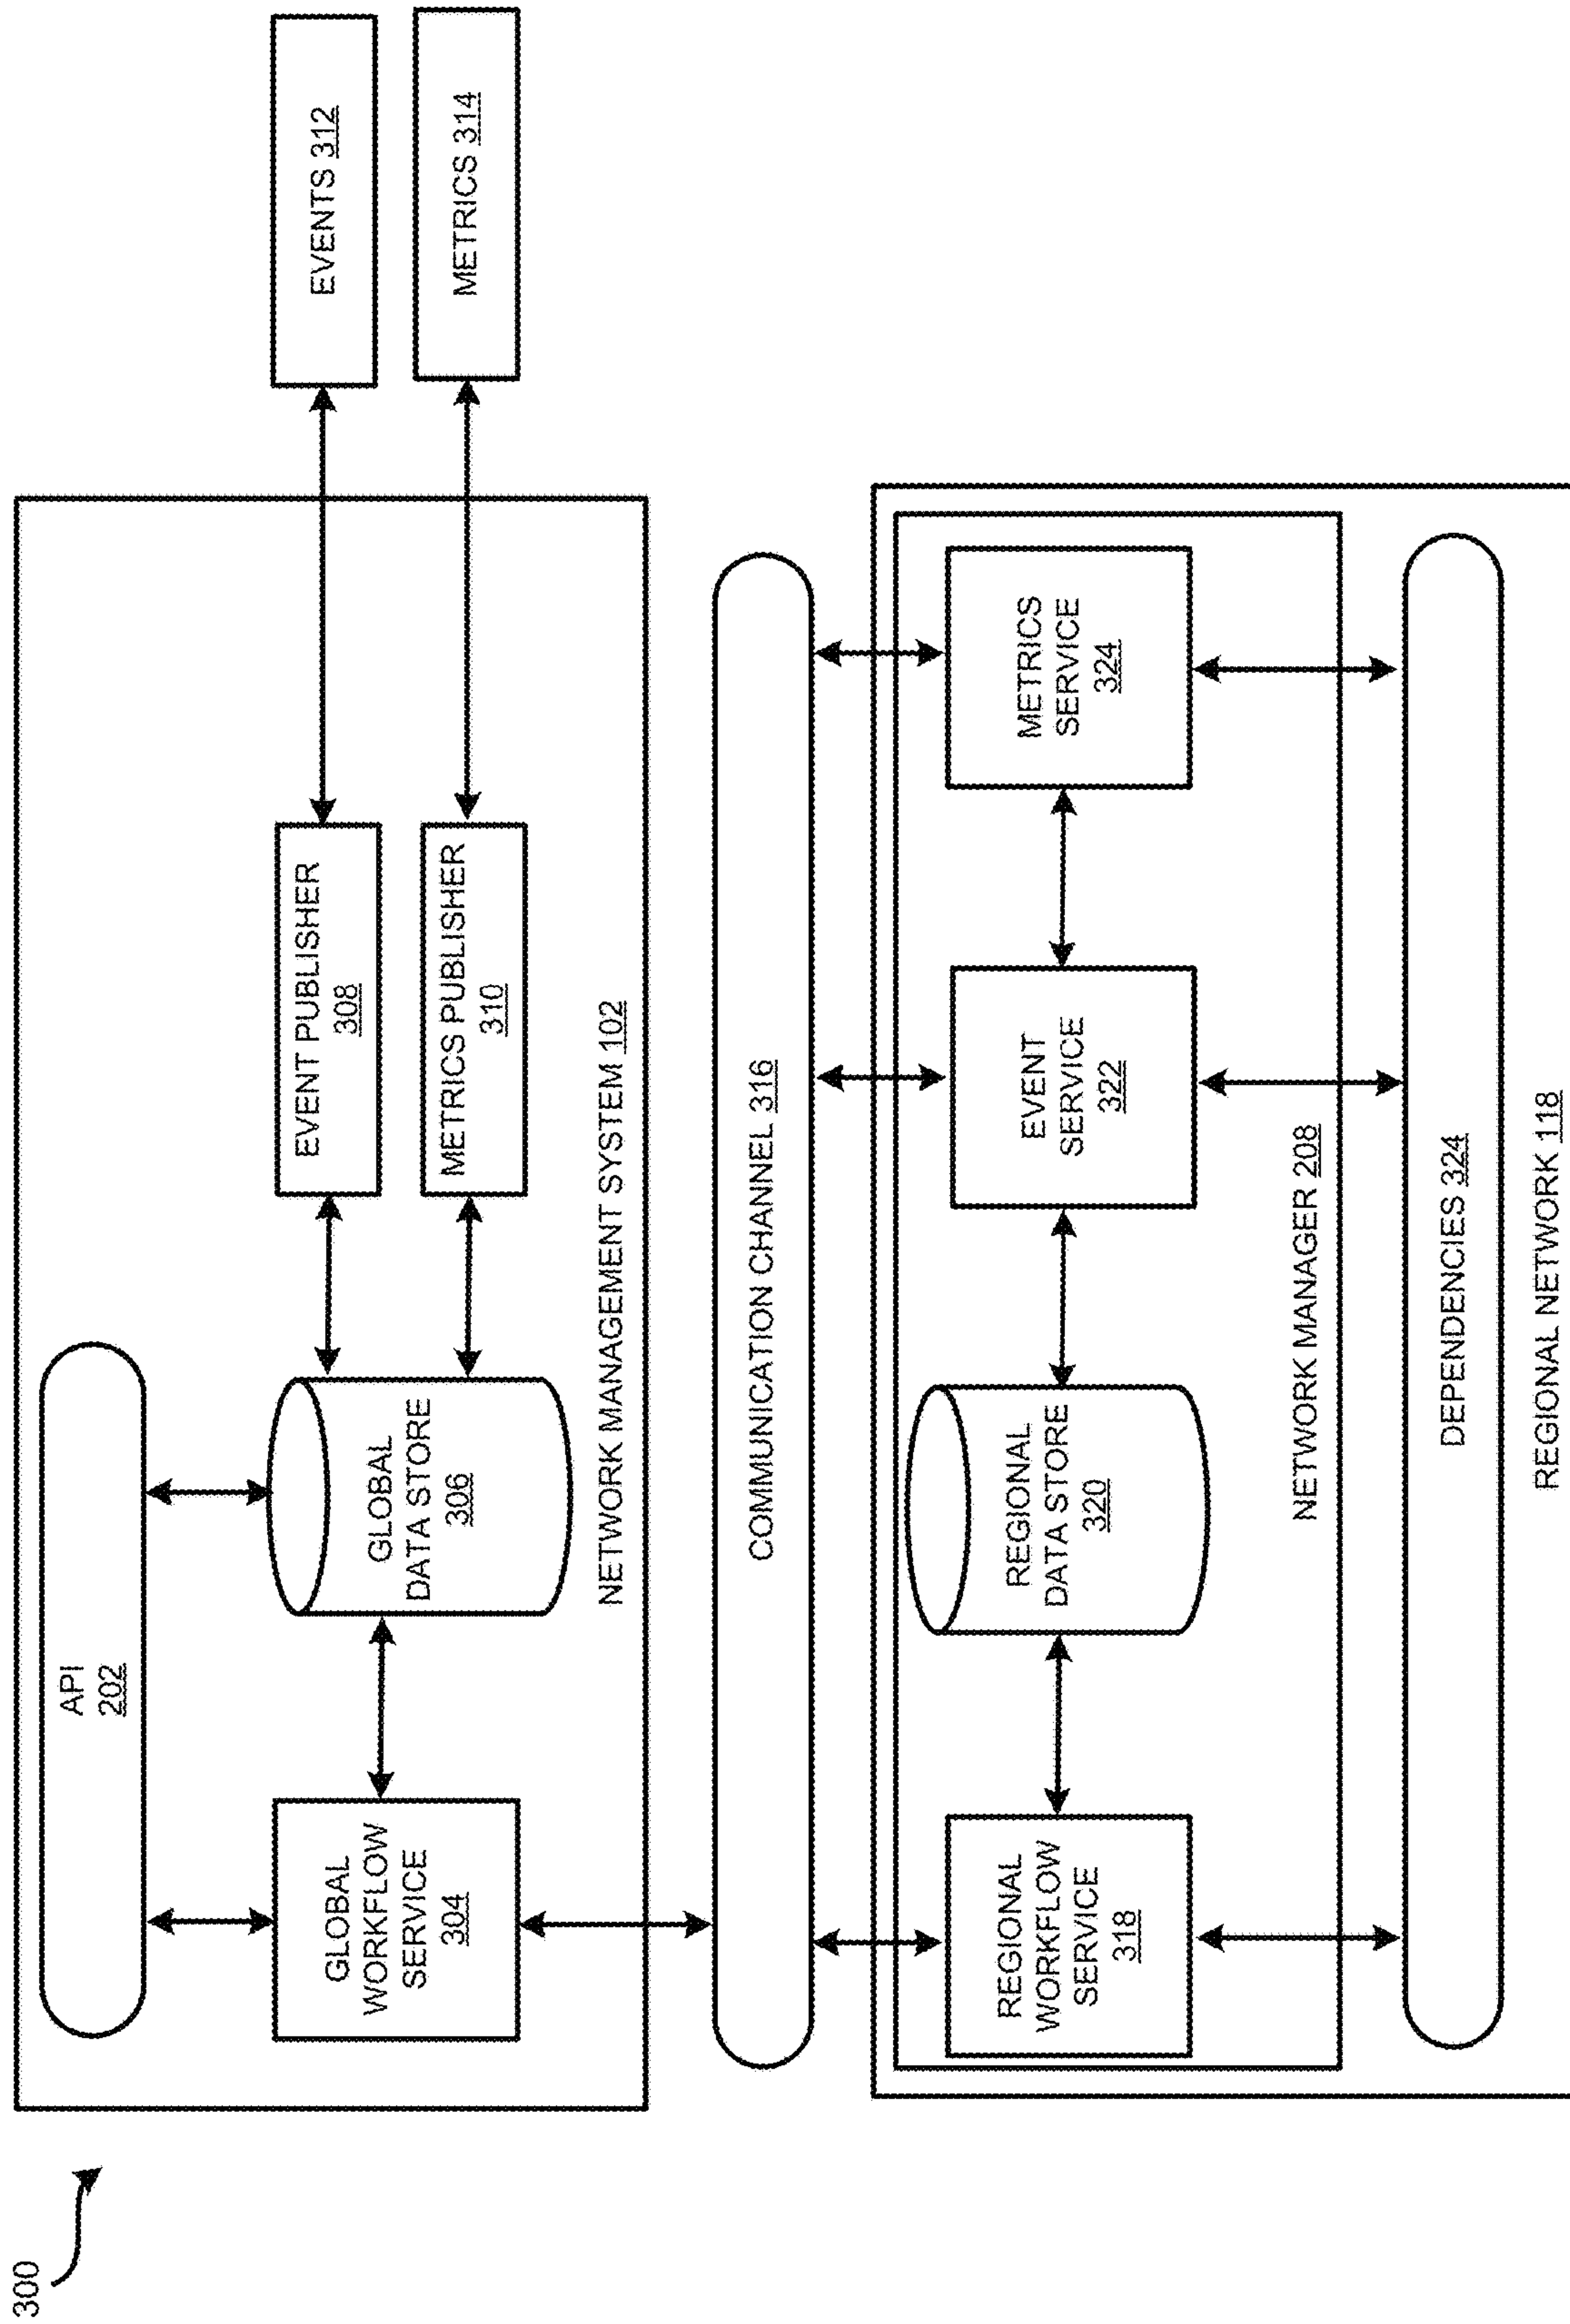 300
API
202
GLOBAL
WORKFLOW
SERVICE
304
GLOBAL
DATA STORE
306
EVENT PUBLISHER
308
METRICS PUBLISHER
310
EVENTS 312
METRICS 314
NETWORK MANAGEMENT SYSTEM 102
COMMUNICATION CHANNEL 316
REGIONAL
WORKFLOW
SERVICE
318
REGIONAL
DATA STORE
320
EVENT
SERVICE
322
METRICS
SERVICE
324
NETWORK MANAGER 208
DEPENDENCIES 324
REGIONAL NETWORK 118